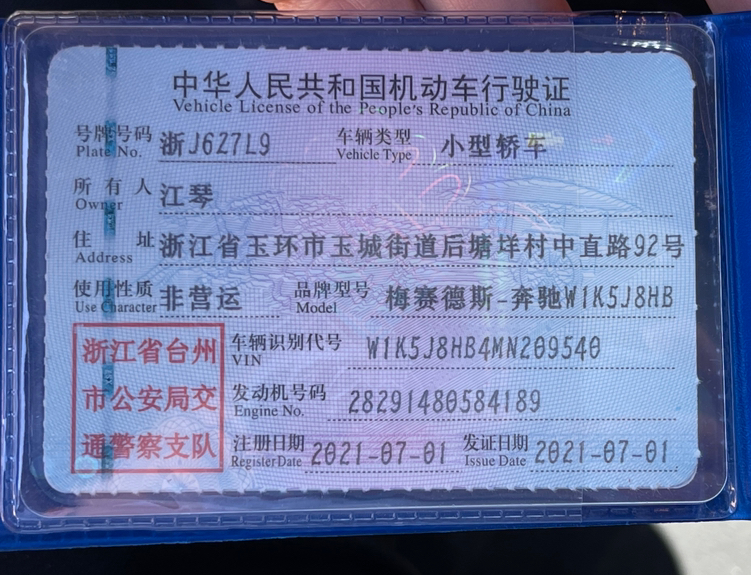 中华人民共和国机动车行驶证
Vehicle License of the People's Republic of China
号牌号码 浙J6Z7L9 车辆类型 小型轿车
Plate No. Vehicle Type
所有人 江琴
Owner
住址 浙江省玉环市玉城街道后塘垟村中直路92号
Address
使用性质 非营运 品牌型号 梅赛德斯-奔驰W1K5J8HB
Use Character Model
浙江省台州
市公安局交
通警察支队
车辆识别代号 W1K5J8HB4MN209540
VIN
发动机号码 28291480584189
Engine No.
注册日期 2021-07-01 发证日期 2021-07-01
Register Date Issue Date